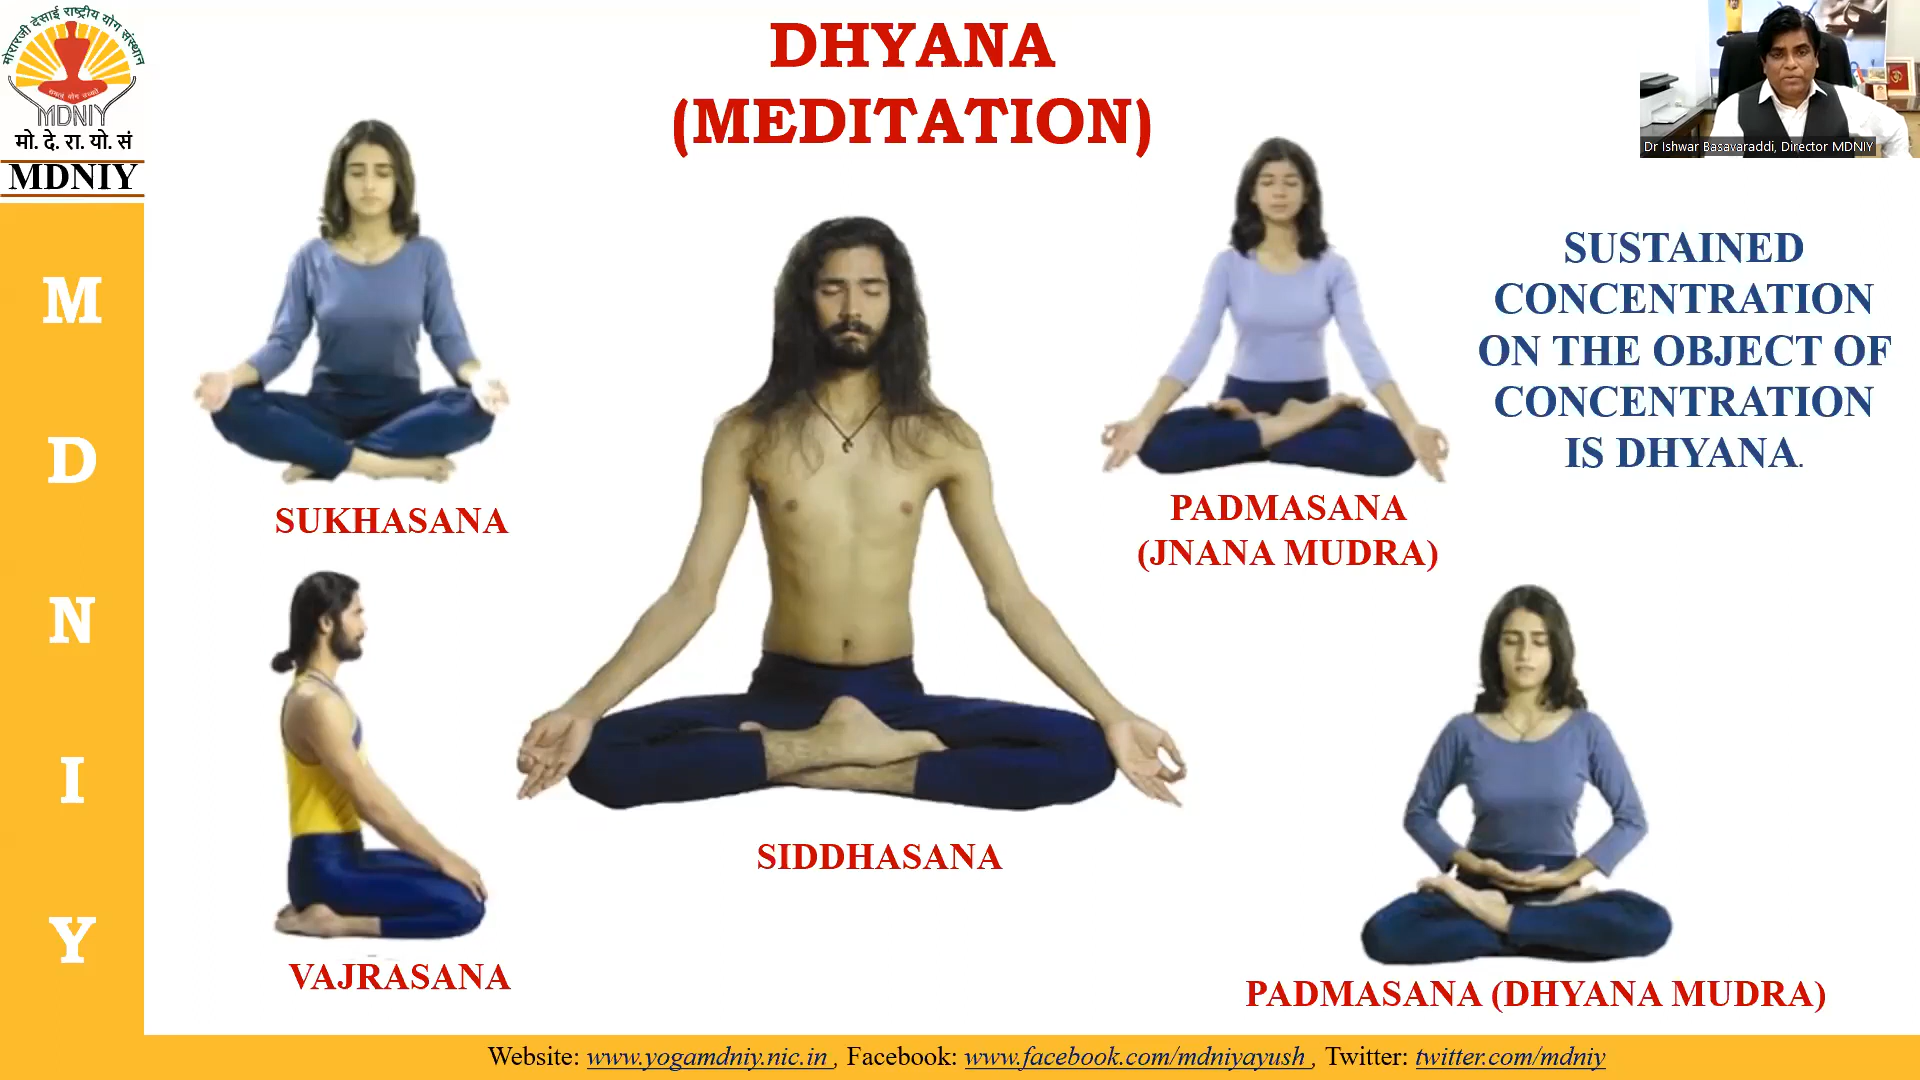 मोरारजी देसाई राष्ट्रीय योग संस्थान
MDNIY
मो. दे. रा. यो. सं
MDNIY
M
D
N
I
Y
DHYANA
(MEDITATION)
Dr Ishwar Basavaraddi, Director MDNIY
SUSTAINED
CONCENTRATION
ON THE OBJECT OF
CONCENTRATION
IS DHYANA.
SUKHASANA
PADMASANA
(JNANA MUDRA)
SIDDHASANA
VAJRASANA
PADMASANA (DHYANA MUDRA)
Website: www.yogamdniy.nic.in , Facebook: www.facebook.com/mdniyayush , Twitter: twitter.com/mdniy